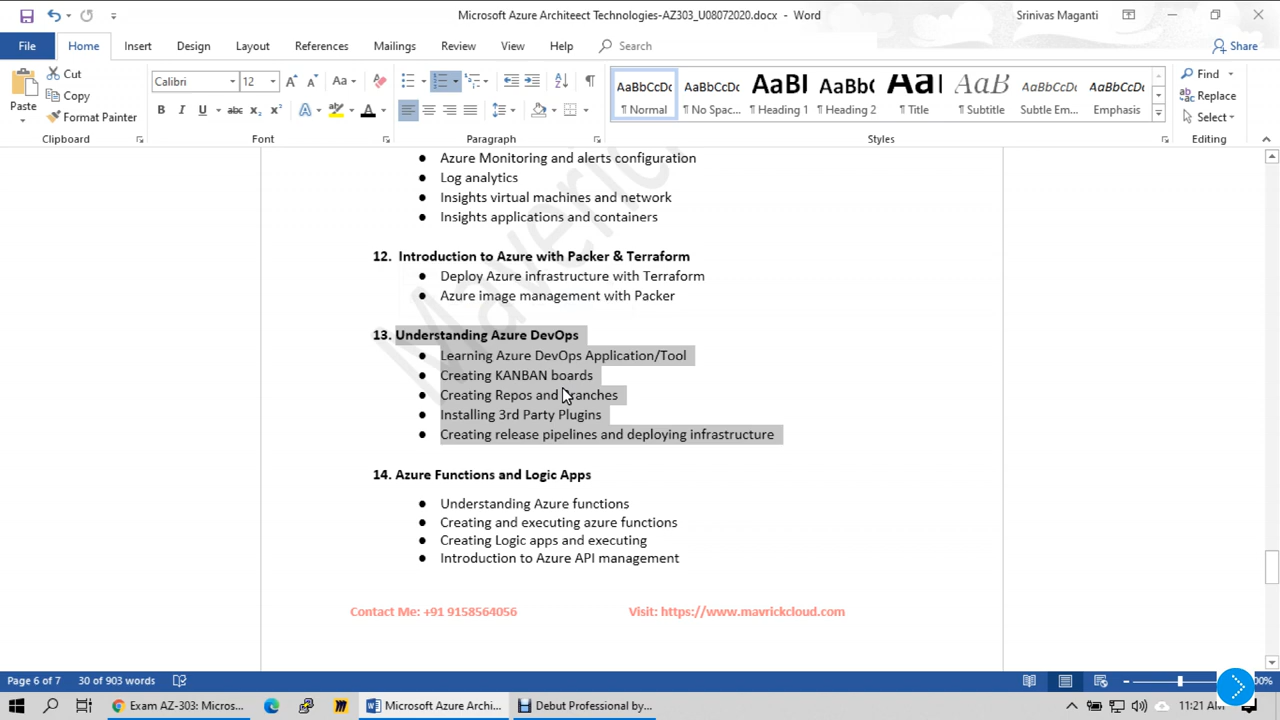 Microsoft Azure Architeect Technologies-AZ303_U08072020.docx - Word
Srinivas Maganti
File Home Insert Design Layout References Mailings Review View Help Search Share
Paste
Cut
Copy
Format Painter
Clipboard
Calibri 12
Font
Paragraph
AaBbCcDc AaBbCcDc AaBl AaBbC AaB AaB AaBbCcDt AaBbCcDt
¶ Normal ¶ No Spac... ¶ Heading 1 ¶ Heading 2 ¶ Title ¶ Subtitle Subtle Em... Emphasis
Styles
Find
Replace
Select
Editing
● Azure Monitoring and alerts configuration
● Log analytics
● Insights virtual machines and network
● Insights applications and containers
12. Introduction to Azure with Packer & Terraform
● Deploy Azure infrastructure with Terraform
● Azure image management with Packer
13. Understanding Azure DevOps
● Learning Azure DevOps Application/Tool
● Creating KANBAN boards
● Creating Repos and Branches
● Installing 3rd Party Plugins
● Creating release pipelines and deploying infrastructure
14. Azure Functions and Logic Apps
● Understanding Azure functions
● Creating and executing azure functions
● Creating Logic apps and executing
● Introduction to Azure API management
Contact Me: +91 9158564056 Visit: https://www.mavrickcloud.com
Page 6 of 7 30 of 903 words
Exam AZ-303: Micros... Microsoft Azure Archi... Debut Professional by... 11:21 AM